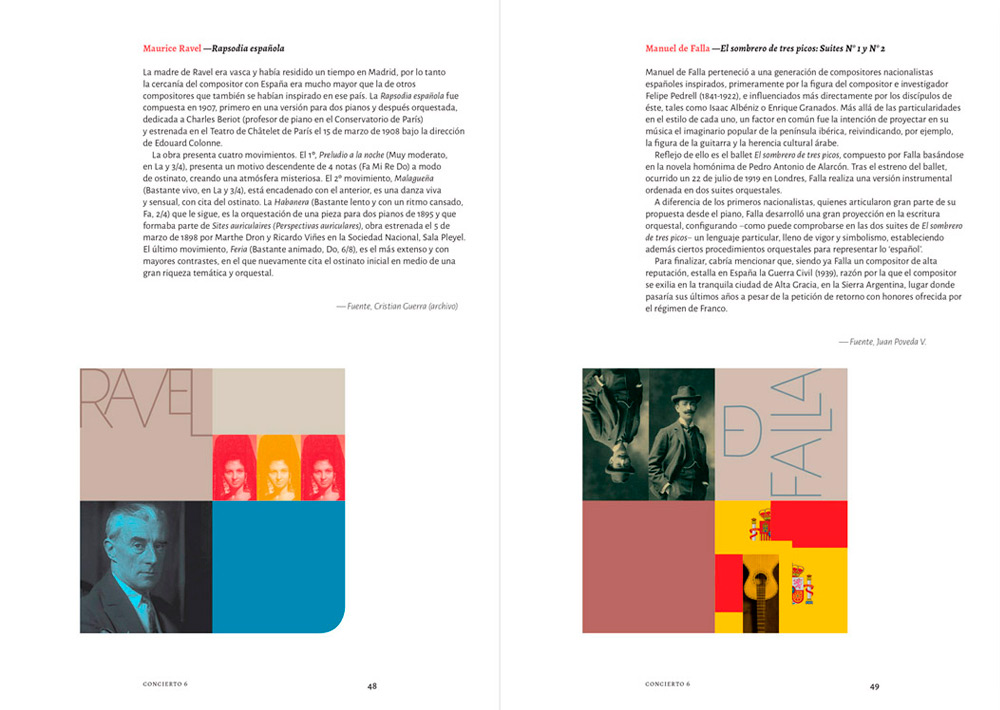 Maurice Ravel —Rapsodia española
La madre de Ravel era vasca y había residido un tiempo en Madrid, por lo tanto
la cercanía del compositor con España era mucho mayor que la de otros
compositores que también se habían inspirado en ese país. La Rapsodia española fue
compuesta en 1907, primero en una versión para dos pianos y después orquestada,
dedicada a Charles Beriot (profesor de piano en el Conservatorio de París)
y estrenada en el Teatro de Châtelet de París el 15 de marzo de 1908 bajo la dirección
de Edouard Colonne.
La obra presenta cuatro movimientos. El 1º, Preludio a la noche (Muy moderato,
en La y 3/4), presenta un motivo descendente de 4 notas (Fa Mi Re Do) a modo
de ostinato, creando una atmósfera misteriosa. El 2º movimiento, Malagueña
(Bastante vivo, en La y 3/4), está encadenado con el anterior, es una danza viva
y sensual, con cita del ostinato. La Habanera (Bastante lento y con un ritmo cansado,
Fa, 2/4) que le sigue, es la orquestación de una pieza para dos pianos de 1895 y que
formaba parte de Sites auriculaires (Perspectivas auriculares), obra estrenada el 5 de
marzo de 1898 por Marthe Dron y Ricardo Viñes en la Sociedad Nacional, Sala Pleyel.
El último movimiento, Feria (Bastante animado, Do, 6/8), es el más extenso y con
mayores contrastes, en el que nuevamente cita el ostinato inicial en medio de una
gran riqueza temática y orquestal.
— Fuente, Cristian Guerra (archivo)
RAVEL
CONCIERTO 6
48
Manuel de Falla —El sombrero de tres picos: Suites Nº 1 y Nº 2
Manuel de Falla perteneció a una generación de compositores nacionalistas
españoles inspirados, primeramente por la figura del compositor e investigador
Felipe Pedrell (1841-1922), e influenciados más directamente por los discípulos de
éste, tales como Isaac Albéniz o Enrique Granados. Más allá de las particularidades
en el estilo de cada uno, un factor en común fue la intención de proyectar en su
música el imaginario popular de la península ibérica, reivindicando, por ejemplo,
la figura de la guitarra y la herencia cultural árabe.
Reflejo de ello es el ballet El sombrero de tres picos, compuesto por Falla basándose
en la novela homónima de Pedro Antonio de Alarcón. Tras el estreno del ballet,
ocurrido un 22 de julio de 1919 en Londres, Falla realiza una versión instrumental
ordenada en dos suites orquestales.
A diferencia de los primeros nacionalistas, quienes articularon gran parte de su
propuesta desde el piano, Falla desarrolló una gran proyección en la escritura
orquestal, configurando –como puede comprobarse en las dos suites de El sombrero
de tres picos– un lenguaje particular, lleno de vigor y simbolismo, estableciendo
además ciertos procedimientos orquestales para representar lo 'español'.
Para finalizar, cabría mencionar que, siendo ya Falla un compositor de alta
reputación, estalla en España la Guerra Civil (1939), razón por la que el compositor
se exilia en la tranquila ciudad de Alta Gracia, en la Sierra Argentina, lugar donde
pasaría sus últimos años a pesar de la petición de retorno con honores ofrecida por
el régimen de Franco.
— Fuente, Juan Poveda V.
DE
FALLA
CONCIERTO 6
49